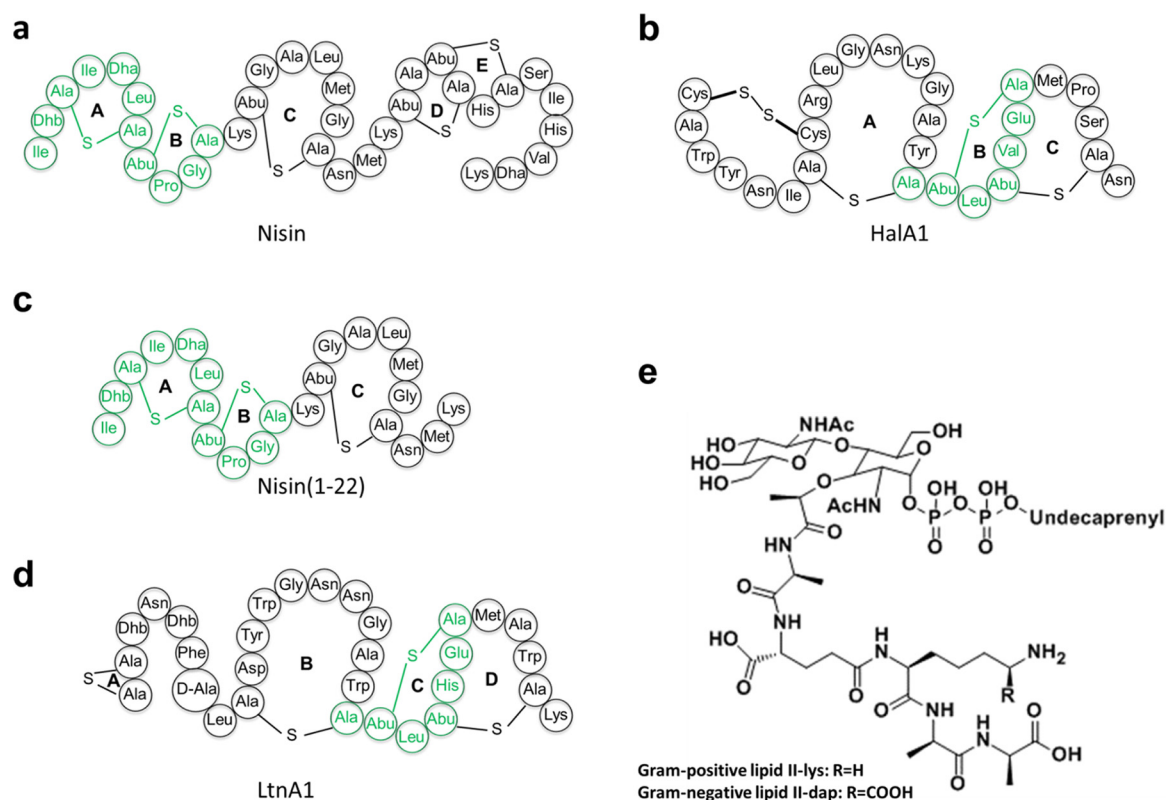 a
Ile Dhb Ala Ile Dha Leu Ala Abu Pro Gly Ala Lys Abu Gly Ala Leu Met Gly Ala Asn Met Lys Abu Ala Abu Ala His Ala Ser Ile His Val Dha Lys
S S S S S
A B C D E
Nisin
b
Cys Ala Trp Tyr Asn Ile Ala Cys Arg Leu Gly Asn Lys Gly Ala Tyr Ala Abu Leu Abu Val Glu Ala Met Pro Ser Ala Asn
S S S S S
A B C
HalA1
c
Ile Dhb Ala Ile Dha Leu Ala Abu Pro Gly Ala Lys Abu Gly Ala Leu Met Gly Ala Asn Met Lys
S S S
A B C
Nisin(1-22)
d
Ala Ala Dhb Asn Dhb Phe D-Ala Leu Ala Asp Tyr Trp Gly Asn Asn Gly Ala Trp Ala Abu Leu Abu His Glu Ala Met Ala Trp Ala Lys
S S S S
A B C D
LtnA1
e
NHAc OH
HO O O
HO O
HO O AcHN O OH O OH O Undecaprenyl
P P
O O O
HN
O
NH
HO
O O H N NH2
R
O NH H N O
OH
O
Gram-positive lipid II-lys: R=H
Gram-negative lipid II-dap: R=COOH